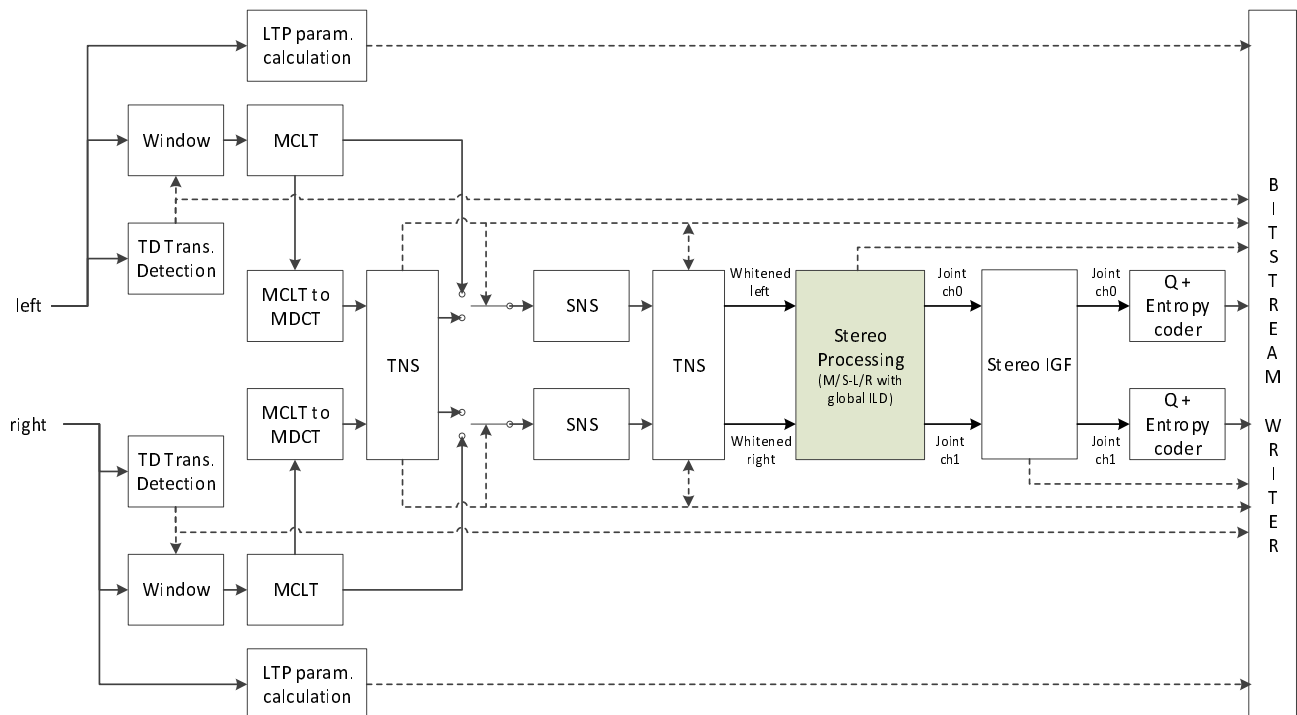 LTP param.
calculation
Window
MCLT
TD Trans.
Detection
left
MCLT to
MDCT
TNS
SNS
TNS
Whitened
left
Stereo
Processing
(M/S-L/R with
global ILD)
Joint
ch0
Stereo IGF
Joint
ch0
Q +
Entropy
coder
right
MCLT to
MDCT
SNS
Whitened
right
Joint
ch1
Joint
ch1
Q +
Entropy
coder
TD Trans.
Detection
Window
MCLT
LTP param.
calculation
BITSTREAM WRITER